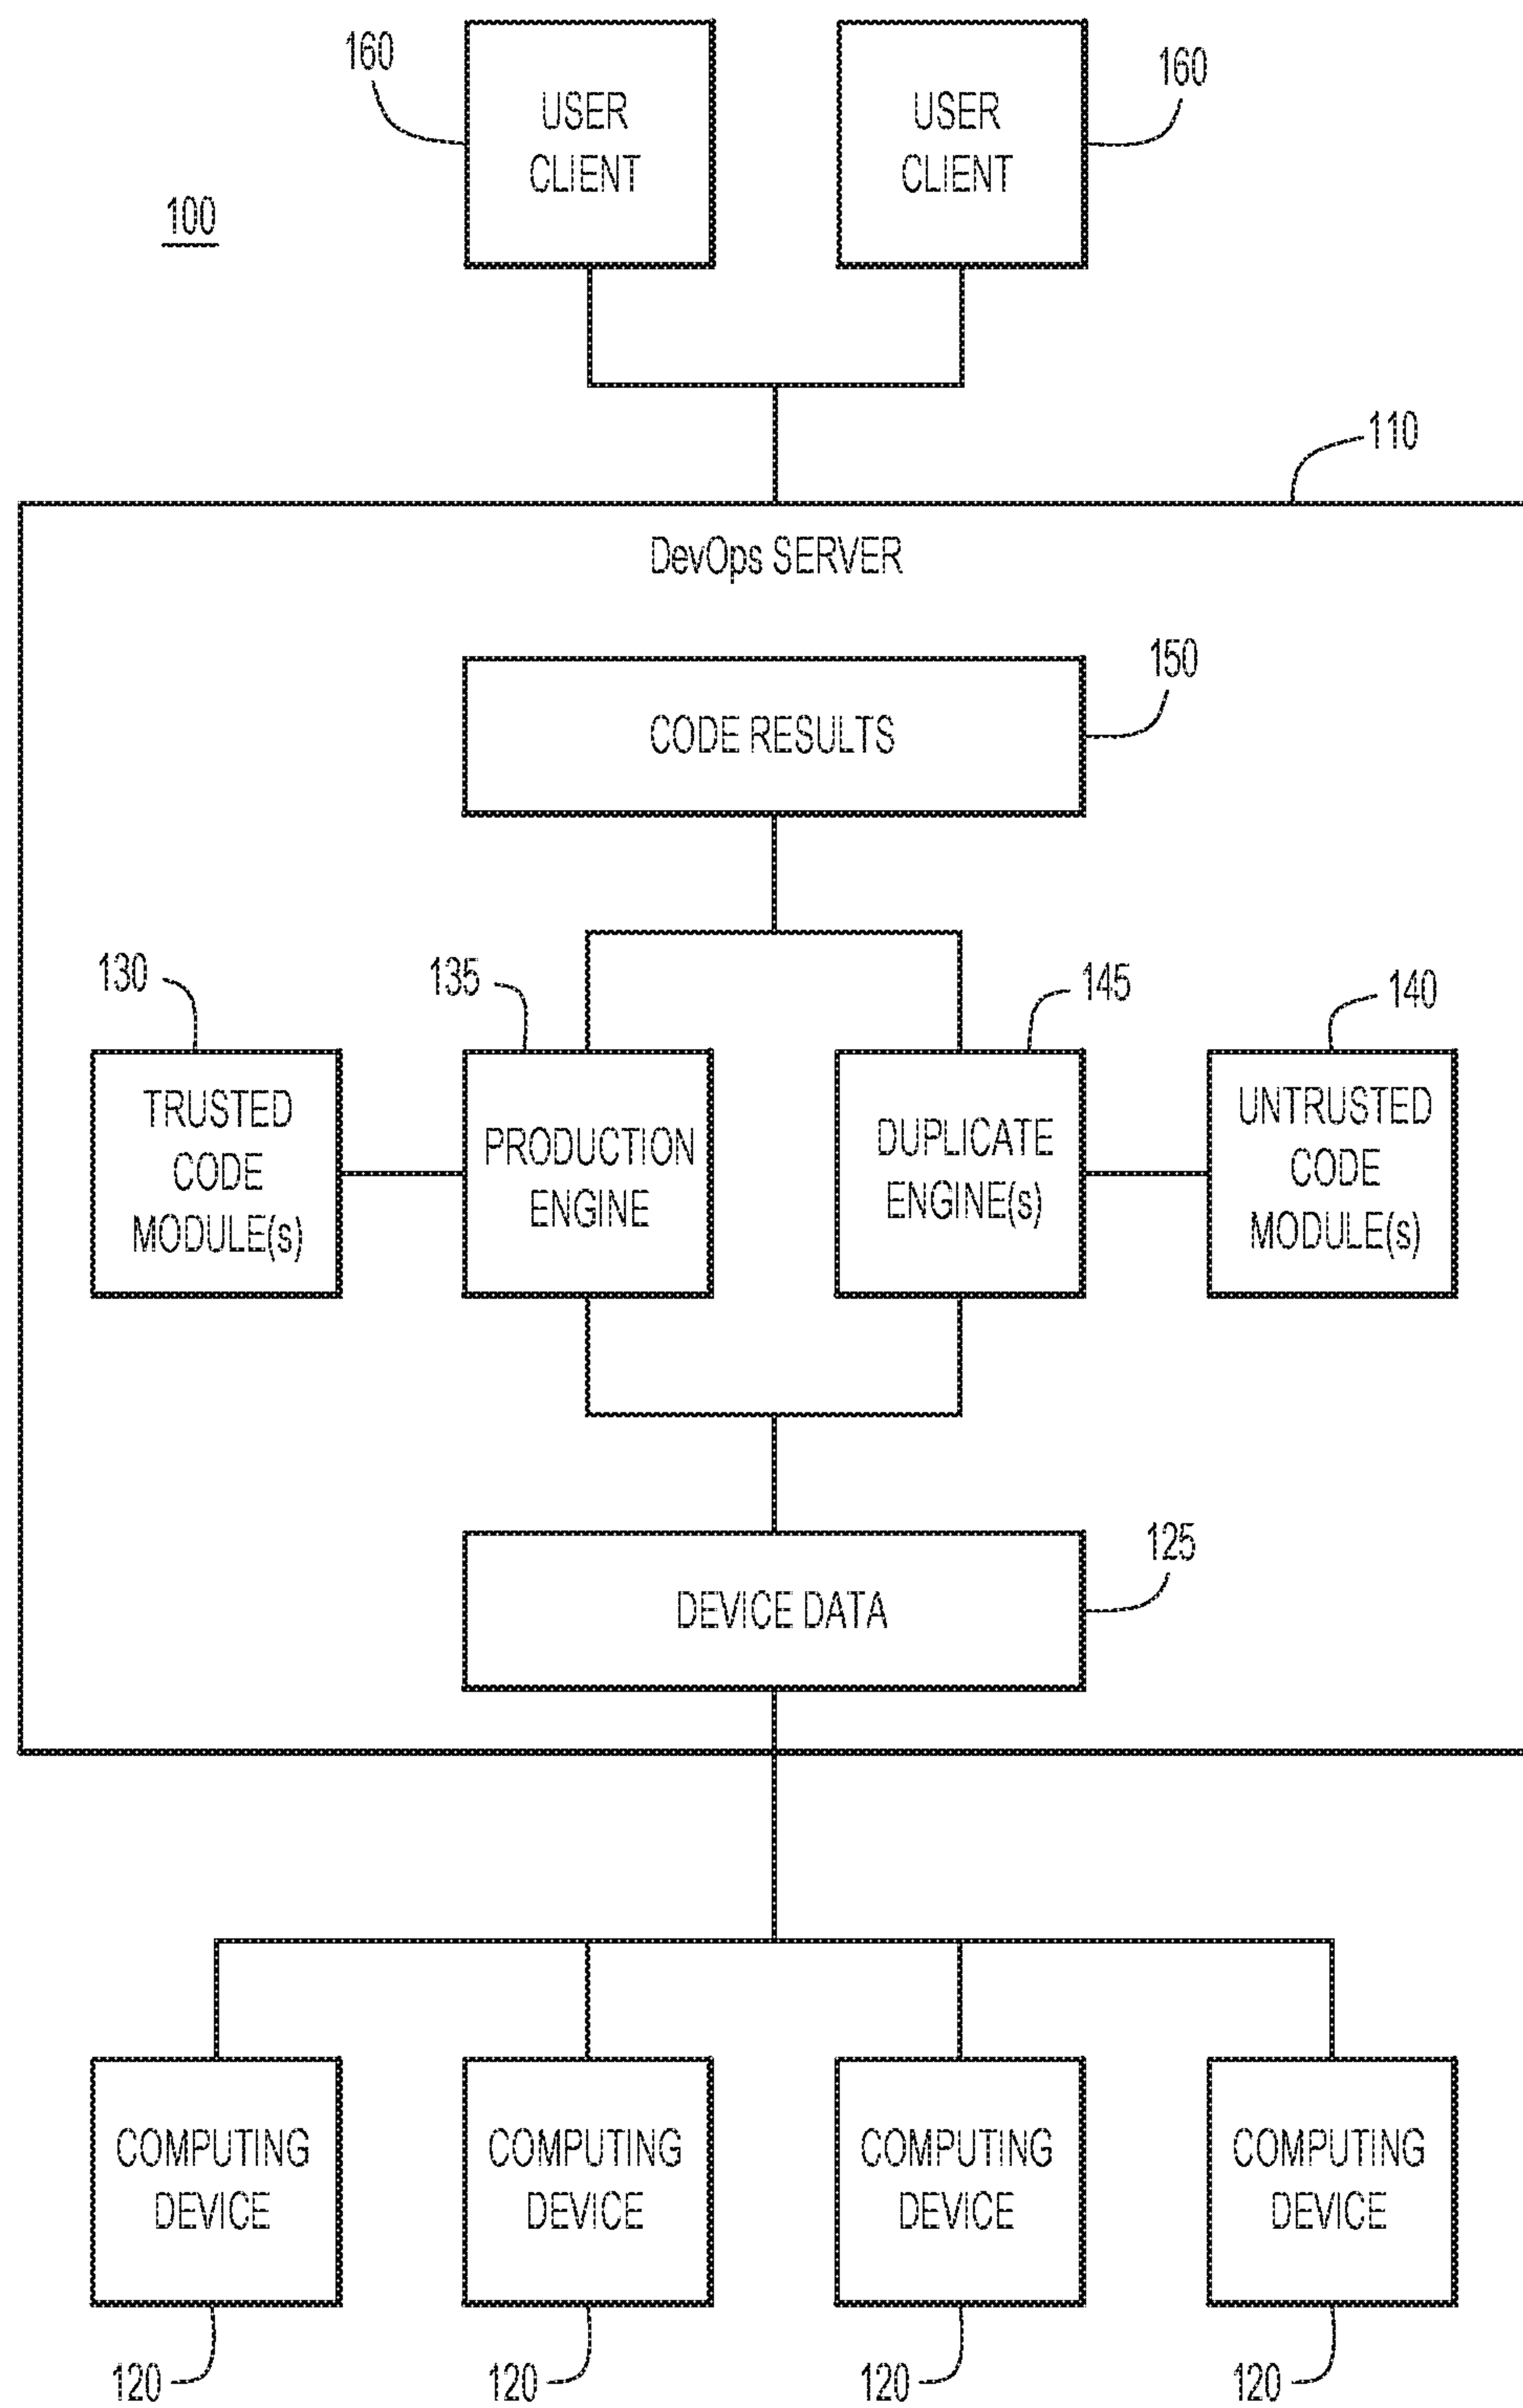 160
USER
CLIENT
USER
CLIENT
160
100
110
DevOps SERVER
150
CODE RESULTS
130
135
145
140
TRUSTED
CODE
MODULE(s)
PRODUCTION
ENGINE
DUPLICATE
ENGINE(s)
UNTRUSTED
CODE
MODULE(s)
125
DEVICE DATA
COMPUTING
DEVICE
COMPUTING
DEVICE
COMPUTING
DEVICE
COMPUTING
DEVICE
120
120
120
120